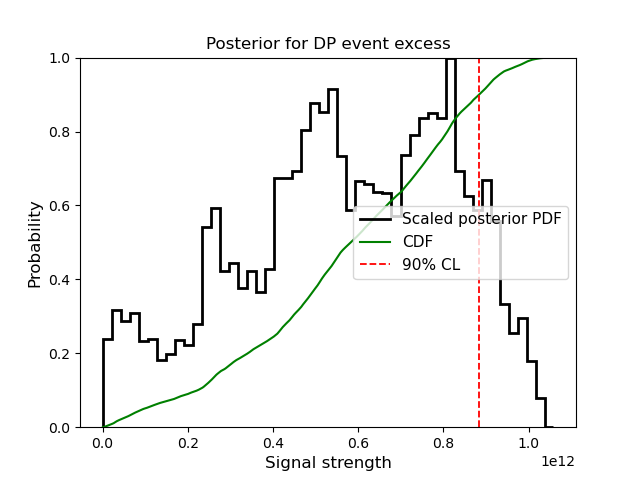 Posterior for DP event excess
Probability
1.0
0.8
0.6
0.4
0.2
0.0
Scaled posterior PDF
CDF
90% CL
0.0 0.2 0.4 0.6 0.8 1.0
1e12
Signal strength